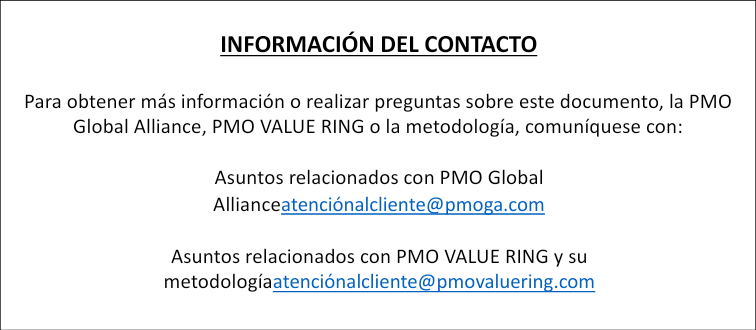 INFORMACIÓN DEL CONTACTO
Para obtener más información o realizar preguntas sobre este documento, la PMO
Global Alliance, PMO VALUE RING o la metodología, comuníquese con:
Asuntos relacionados con PMO Global
Allianceatenciónalcliente@pmoga.com
Asuntos relacionados con PMO VALUE RING y su
metodologíaatenciónalcliente@pmovaluering.com